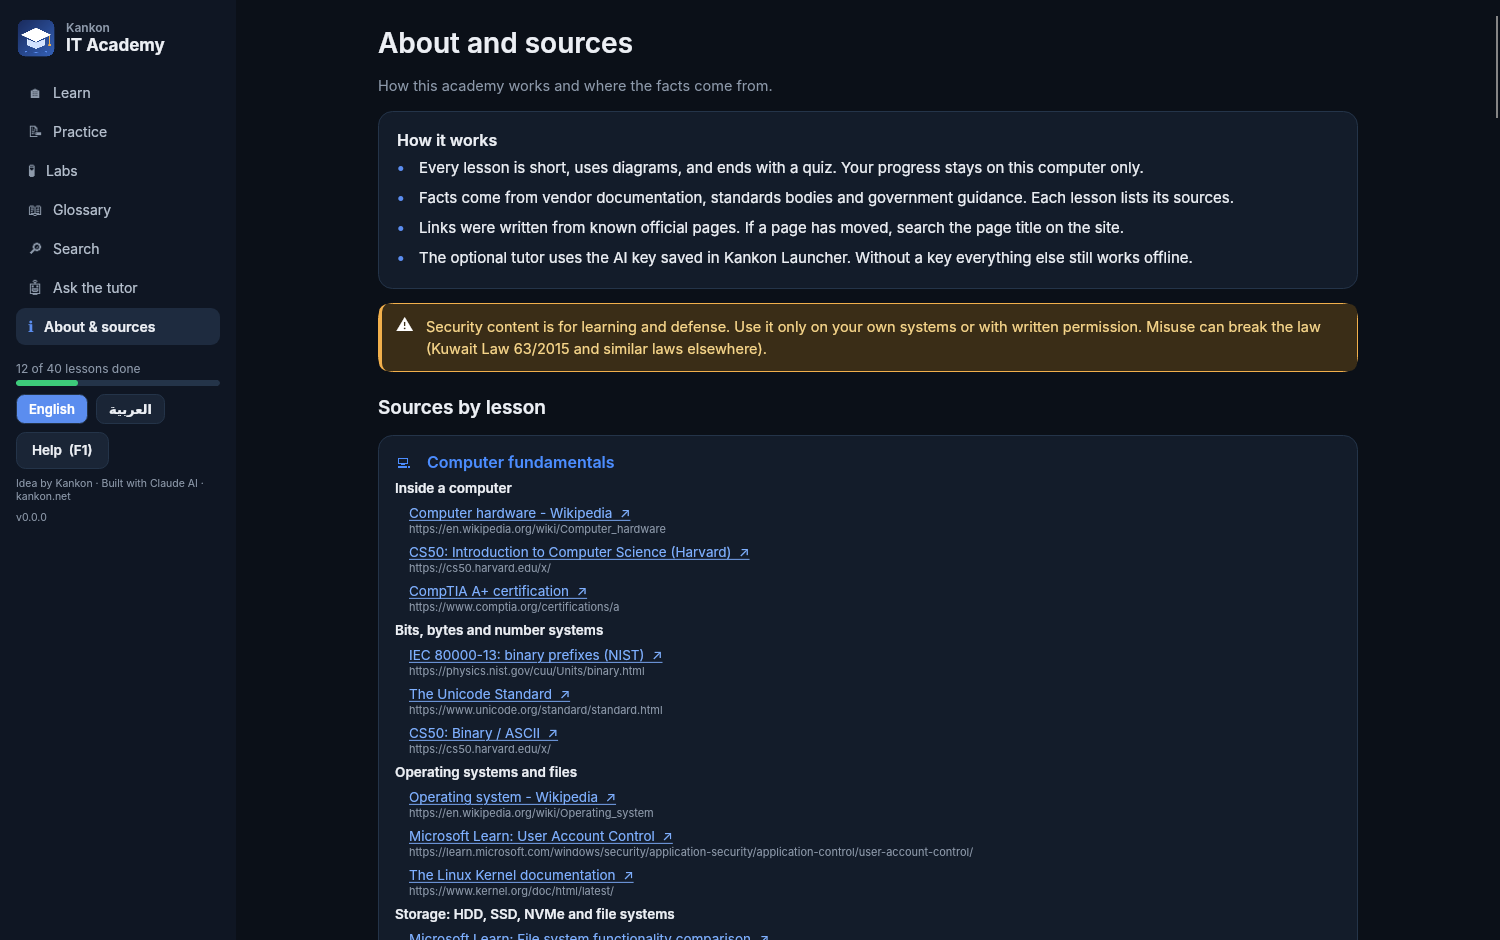 Kankon
IT Academy
Learn
Practice
Labs
Glossary
Search
Ask the tutor
About & sources
12 of 40 lessons done
English
العربية
Help (F1)
Idea by Kankon · Built with Claude AI ·
kankon.net
v0.0.0
About and sources
How this academy works and where the facts come from.
How it works
• Every lesson is short, uses diagrams, and ends with a quiz. Your progress stays on this computer only.
• Facts come from vendor documentation, standards bodies and government guidance. Each lesson lists its sources.
• Links were written from known official pages. If a page has moved, search the page title on the site.
• The optional tutor uses the AI key saved in Kankon Launcher. Without a key everything else still works offline.
Security content is for learning and defense. Use it only on your own systems or with written permission. Misuse can break the law
(Kuwait Law 63/2015 and similar laws elsewhere).
Sources by lesson
Computer fundamentals
Inside a computer
Computer hardware - Wikipedia ↗
https://en.wikipedia.org/wiki/Computer_hardware
CS50: Introduction to Computer Science (Harvard) ↗
https://cs50.harvard.edu/x/
CompTIA A+ certification ↗
https://www.comptia.org/certifications/a
Bits, bytes and number systems
IEC 80000-13: binary prefixes (NIST) ↗
https://physics.nist.gov/cuu/Units/binary.html
The Unicode Standard ↗
https://www.unicode.org/standard/standard.html
CS50: Binary / ASCII ↗
https://cs50.harvard.edu/x/
Operating systems and files
Operating system - Wikipedia ↗
https://en.wikipedia.org/wiki/Operating_system
Microsoft Learn: User Account Control ↗
https://learn.microsoft.com/windows/security/application-security/application-control/user-account-control/
The Linux Kernel documentation ↗
https://www.kernel.org/doc/html/latest/
Storage: HDD, SSD, NVMe and file systems
Microsoft Learn: File system functionality comparison ↗